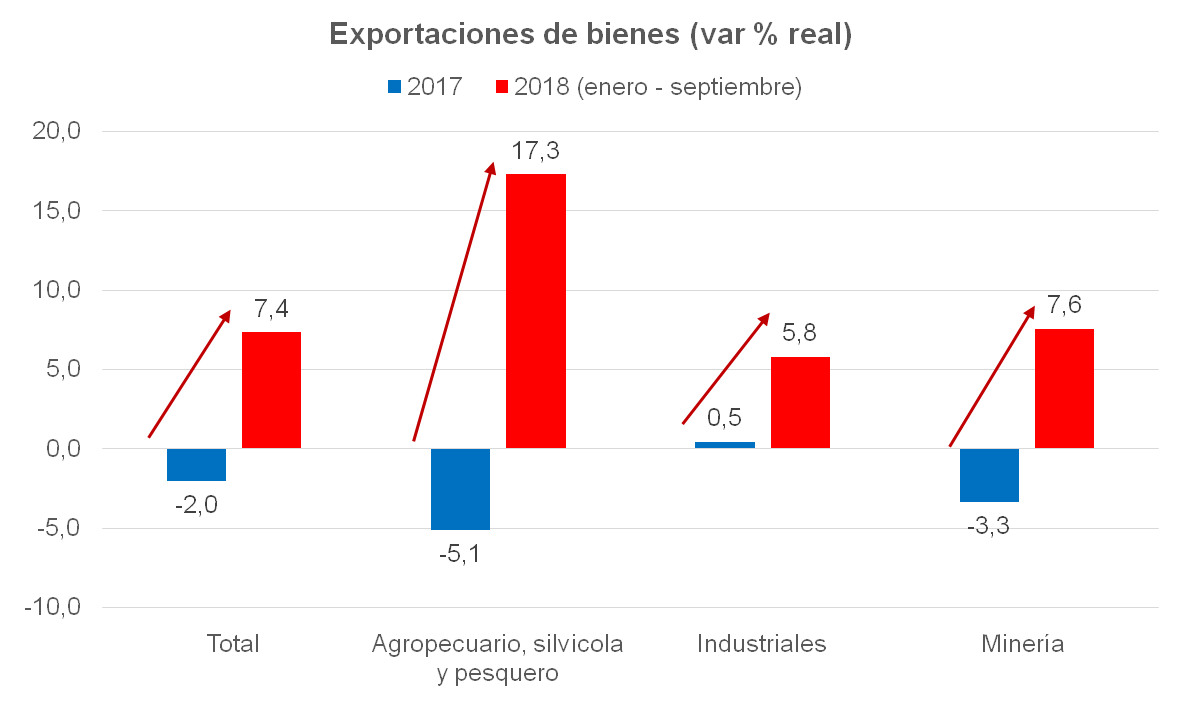 Exportaciones de bienes (var % real)
2017 2018 (enero - septiembre)
20,0
15,0
10,0
5,0
0,0
-5,0
-10,0
7,4
-2,0
17,3
-5,1
0,5
5,8
7,6
-3,3
Total
Agropecuario, silvicola
y pesquero
Industriales
Minería